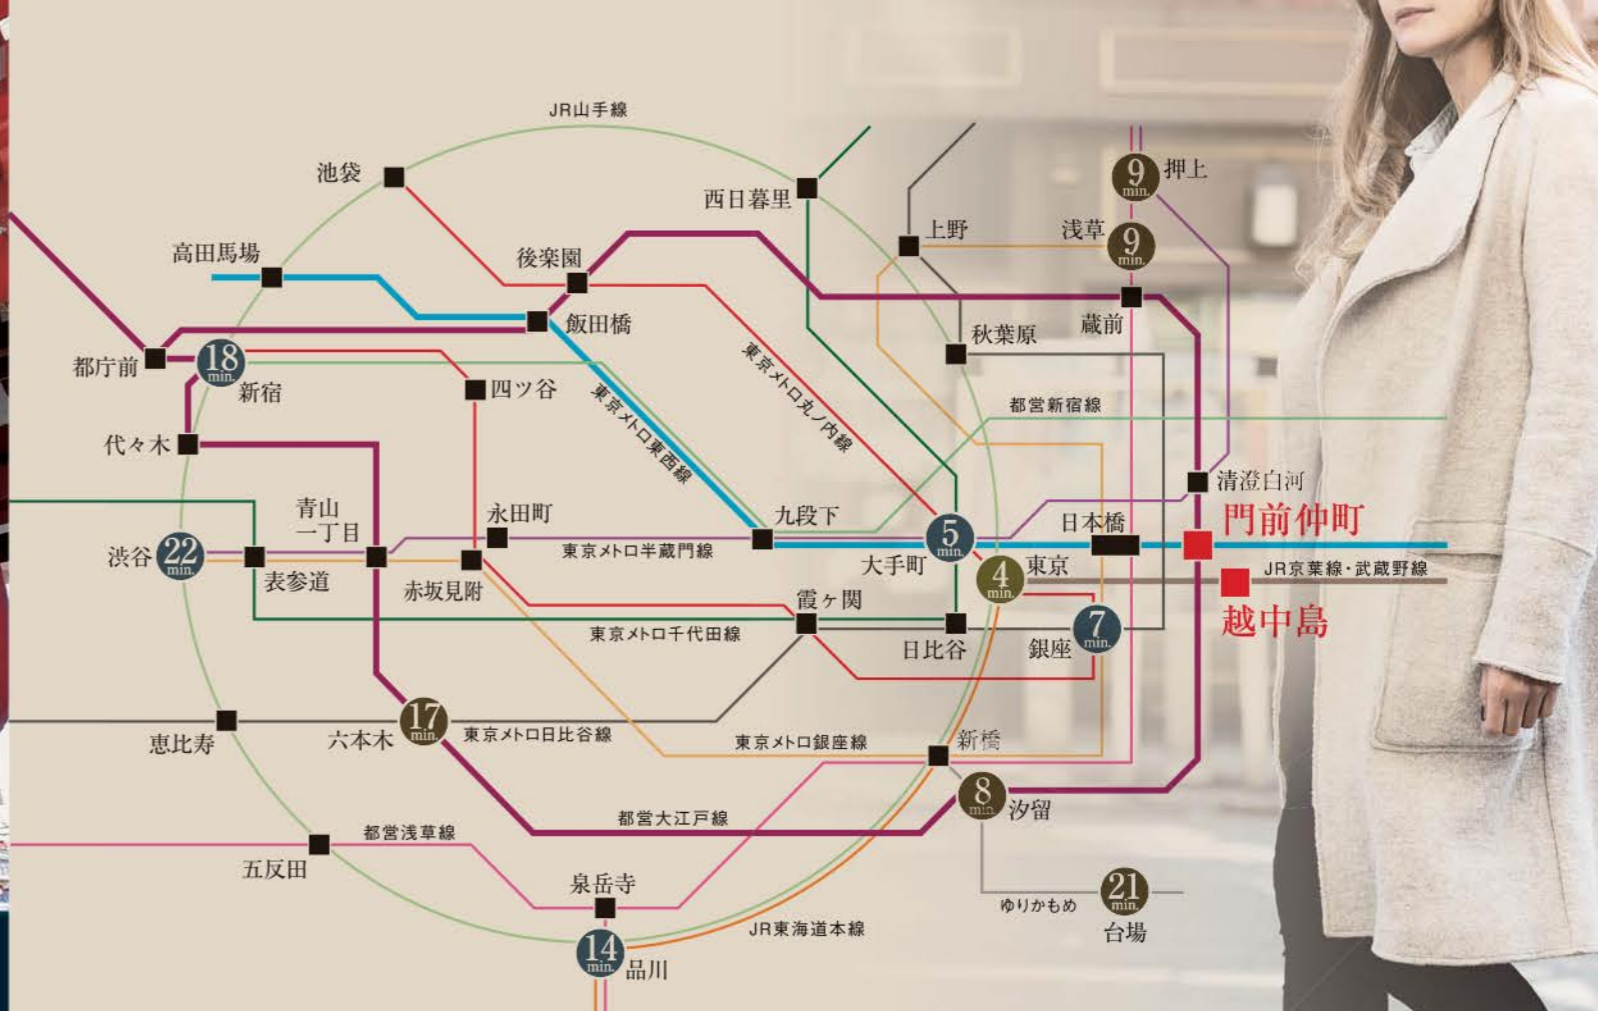 JR山手線
池袋
西日暮里
9
min.
押上
上野
浅草
9
min.
高田馬場
後楽園
飯田橋
蔵前
秋葉原
都庁前
18
min.
新宿
四ツ谷
東京メトロ丸ノ内線
東京メトロ東西線
都営新宿線
代々木
清澄白河
青山
一丁目
永田町
九段下
日本橋
門前仲町
渋谷
22
min.
表参道
東京メトロ半蔵門線
赤坂見附
大手町
5
min.
4
min.
東京
JR京葉線・武蔵野線
越中島
霞ヶ関
東京メトロ千代田線
日比谷
銀座
7
min.
恵比寿
六本木
17
min.
東京メトロ日比谷線
東京メトロ銀座線
新橋
8
min.
汐留
都営大江戸線
都営浅草線
五反田
泉岳寺
ゆりかもめ
21
min.
台場
JR東海道本線
14
min.
品川